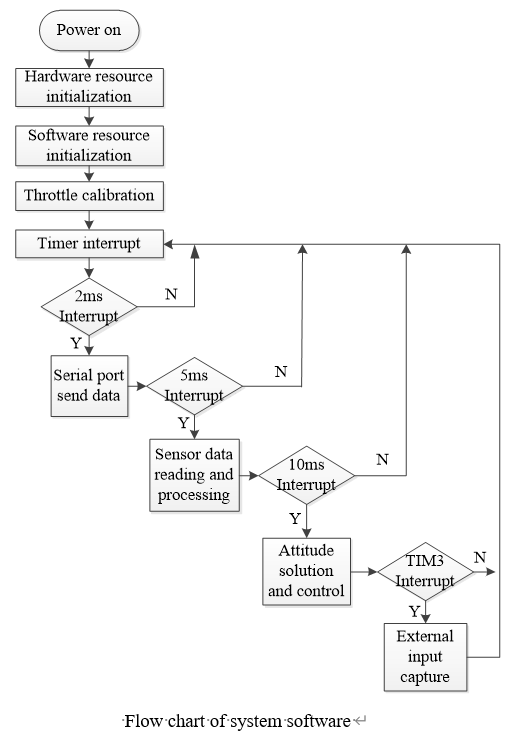 Power on
Hardware resource
initialization
Software resource
initialization
Throttle calibration
Timer interrupt
2ms
Interrupt
N
Y
Serial port
send data
5ms
Interrupt
N
Y
Sensor data
reading and
processing
10ms
Interrupt
N
Y
Attitude
solution
and control
TIM3
Interrupt
N
Y
External
input
capture
Flow chart of system software